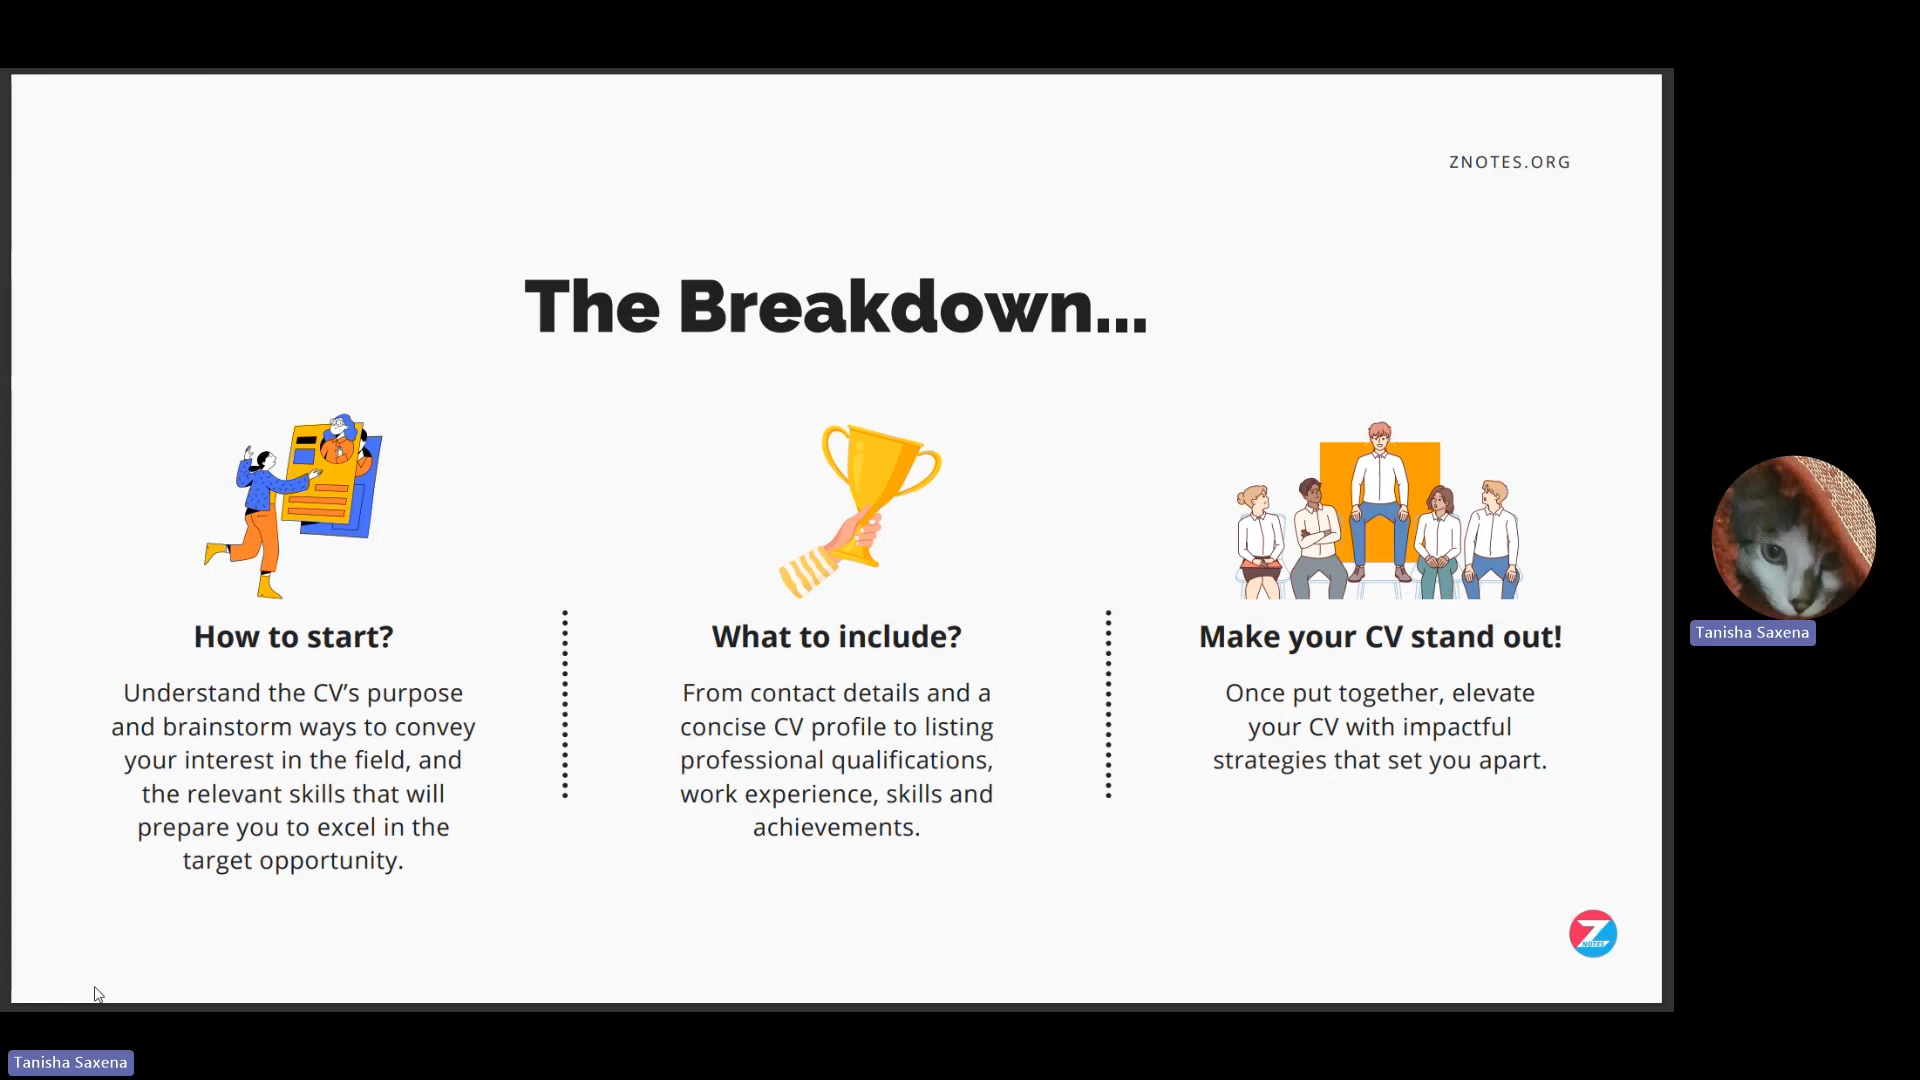 ZNOTES.ORG
The Breakdown...
How to start?
Understand the CV’s purpose
and brainstorm ways to convey
your interest in the field, and
the relevant skills that will
prepare you to excel in the
target opportunity.
What to include?
From contact details and a
concise CV profile to listing
professional qualifications,
work experience, skills and
achievements.
Make your CV stand out!
Once put together, elevate
your CV with impactful
strategies that set you apart.
Z
NOTES
Tanisha Saxena
Tanisha Saxena